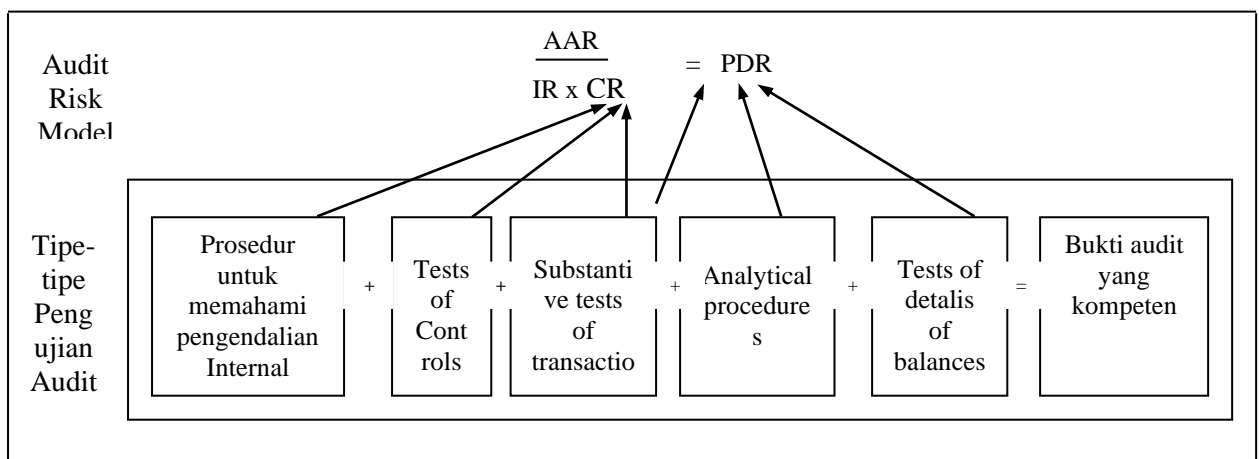 Audit
Risk
Model
AAR
IR x CR
= PDR
Tipe-
tipe
Peng
ujian
Audit
Prosedur
untuk
memahami
pengendalian
Internal
+
Tests
of
Cont
rols
+
Substanti
ve tests
of
transactio
+
Analytical
procedure
s
+
Tests of
detalis
of
balances
=
Bukti audit
yang
kompeten